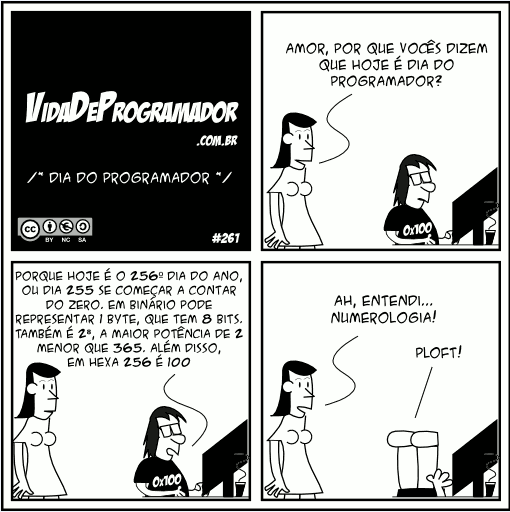 VIDADEPROGRAMADOR
.COM.BR
/* DIA DO PROGRAMADOR */
CC BY NC SA
#261
AMOR, POR QUE VOCÊS DIZEM
QUE HOJE É DIA DO
PROGRAMADOR?
0X100
PORQUE HOJE É O 256º DIA DO ANO,
OU DIA 255 SE COMEÇAR A CONTAR
DO ZERO. EM BINÁRIO PODE
REPRESENTAR 1 BYTE, QUE TEM 8 BITS.
TAMBÉM É 2⁸, A MAIOR POTÊNCIA DE 2
MENOR QUE 365. ALÉM DISSO,
EM HEXA 256 É 100
0X100
AH, ENTENDI...
NUMEROLOGIA!
PLOFT!